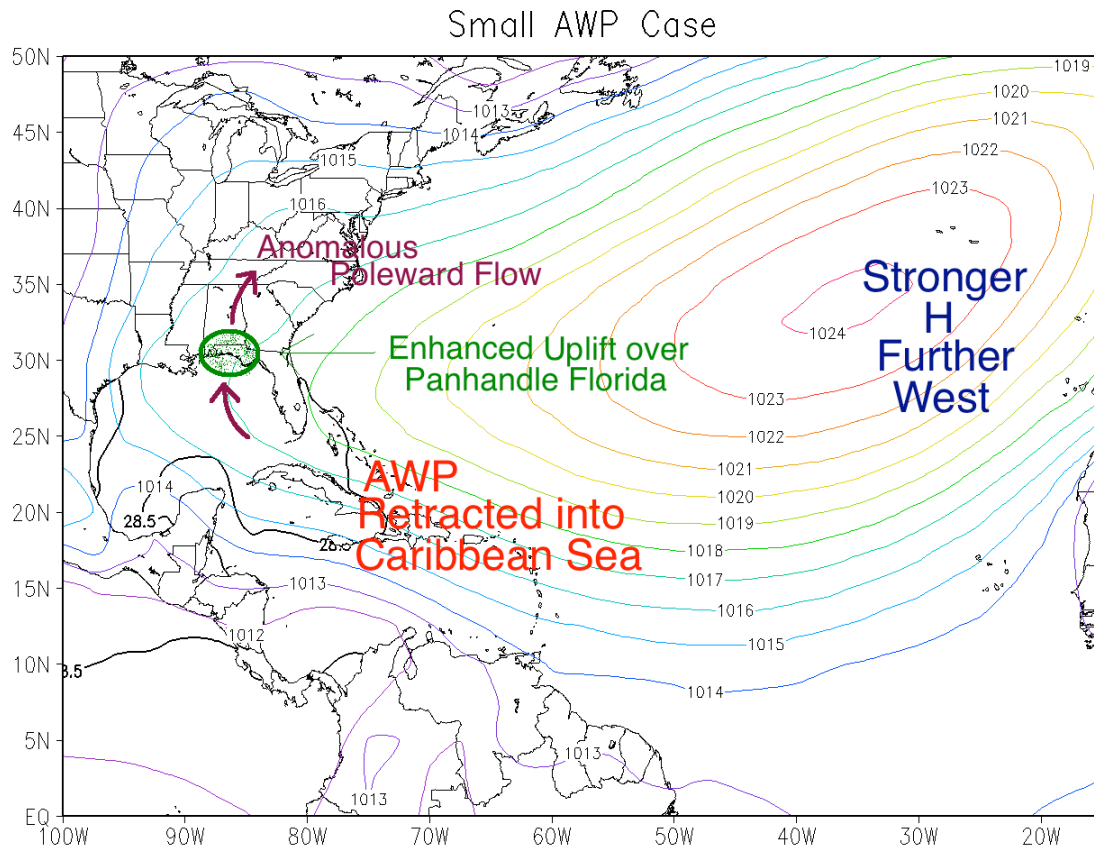 Small AWP Case
50N
1019
1020
45N
1013
1014
1021
1015
1022
40N
1016
1023
Anomalous
Poleward Flow
35N
Stronger
H
Further
West
1024
30N
Enhanced Uplift over
Panhandle Florida
1023
25N
1022
AWP
Retracted into
Caribbean Sea
1021
1014
1020
20N
28.5
1019
28.5
1018
15N
1013
1017
1016
1012
1015
10N
8.5
1014
5N
1013
1013
EQ
100W
90W
80W
70W
60W
50W
40W
30W
20W